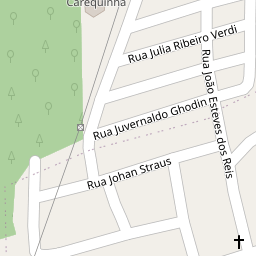 Carequinha
Rua Julia Ribeiro Verdi
Rua João Esteves dos Reis
Rua Juvernaldo Ghodin
Rua Johan Straus